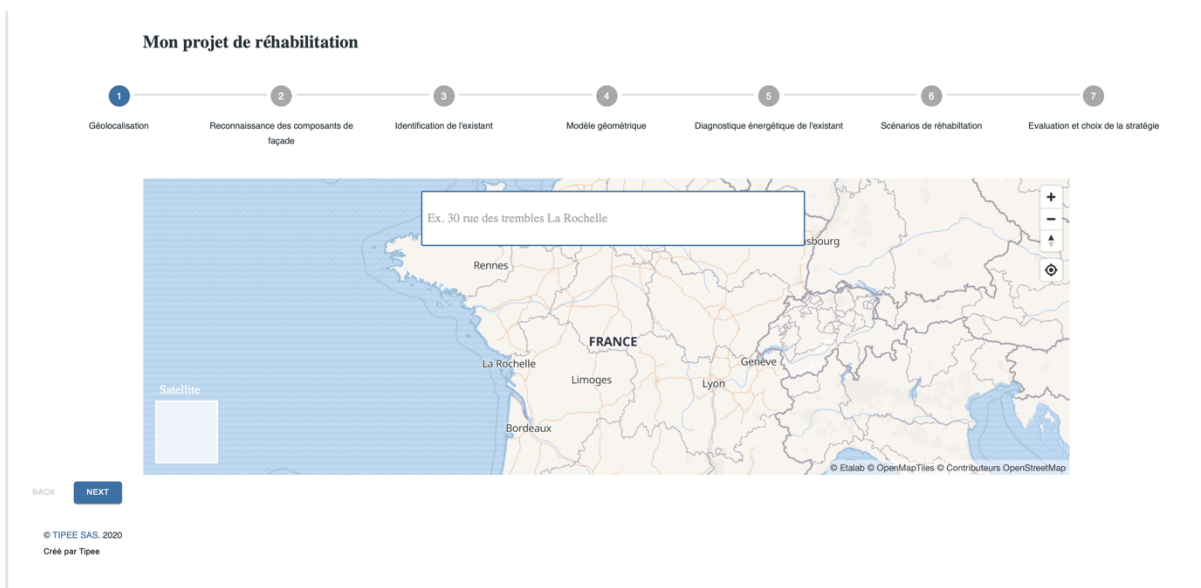 Mon projet de réhabilitation
1
2
3
4
5
6
7
Géolocalisation
Reconnaissance des composants de
façade
Identification de l'existant
Modèle géométrique
Diagnostique énergétique de l'existant
Scénarios de réhabiltation
Evaluation et choix de la stratégie
Ex. 30 rue des trembles La Rochelle
sbourg
Rennes
FRANCE
La Rochelle
Genève
Limoges
Lyon
Satellite
Bordeaux
© Etalab © OpenMapTiles © Contributeurs OpenStreetMap
BACK
NEXT
© TIPEE SAS. 2020
Créé par Tipee